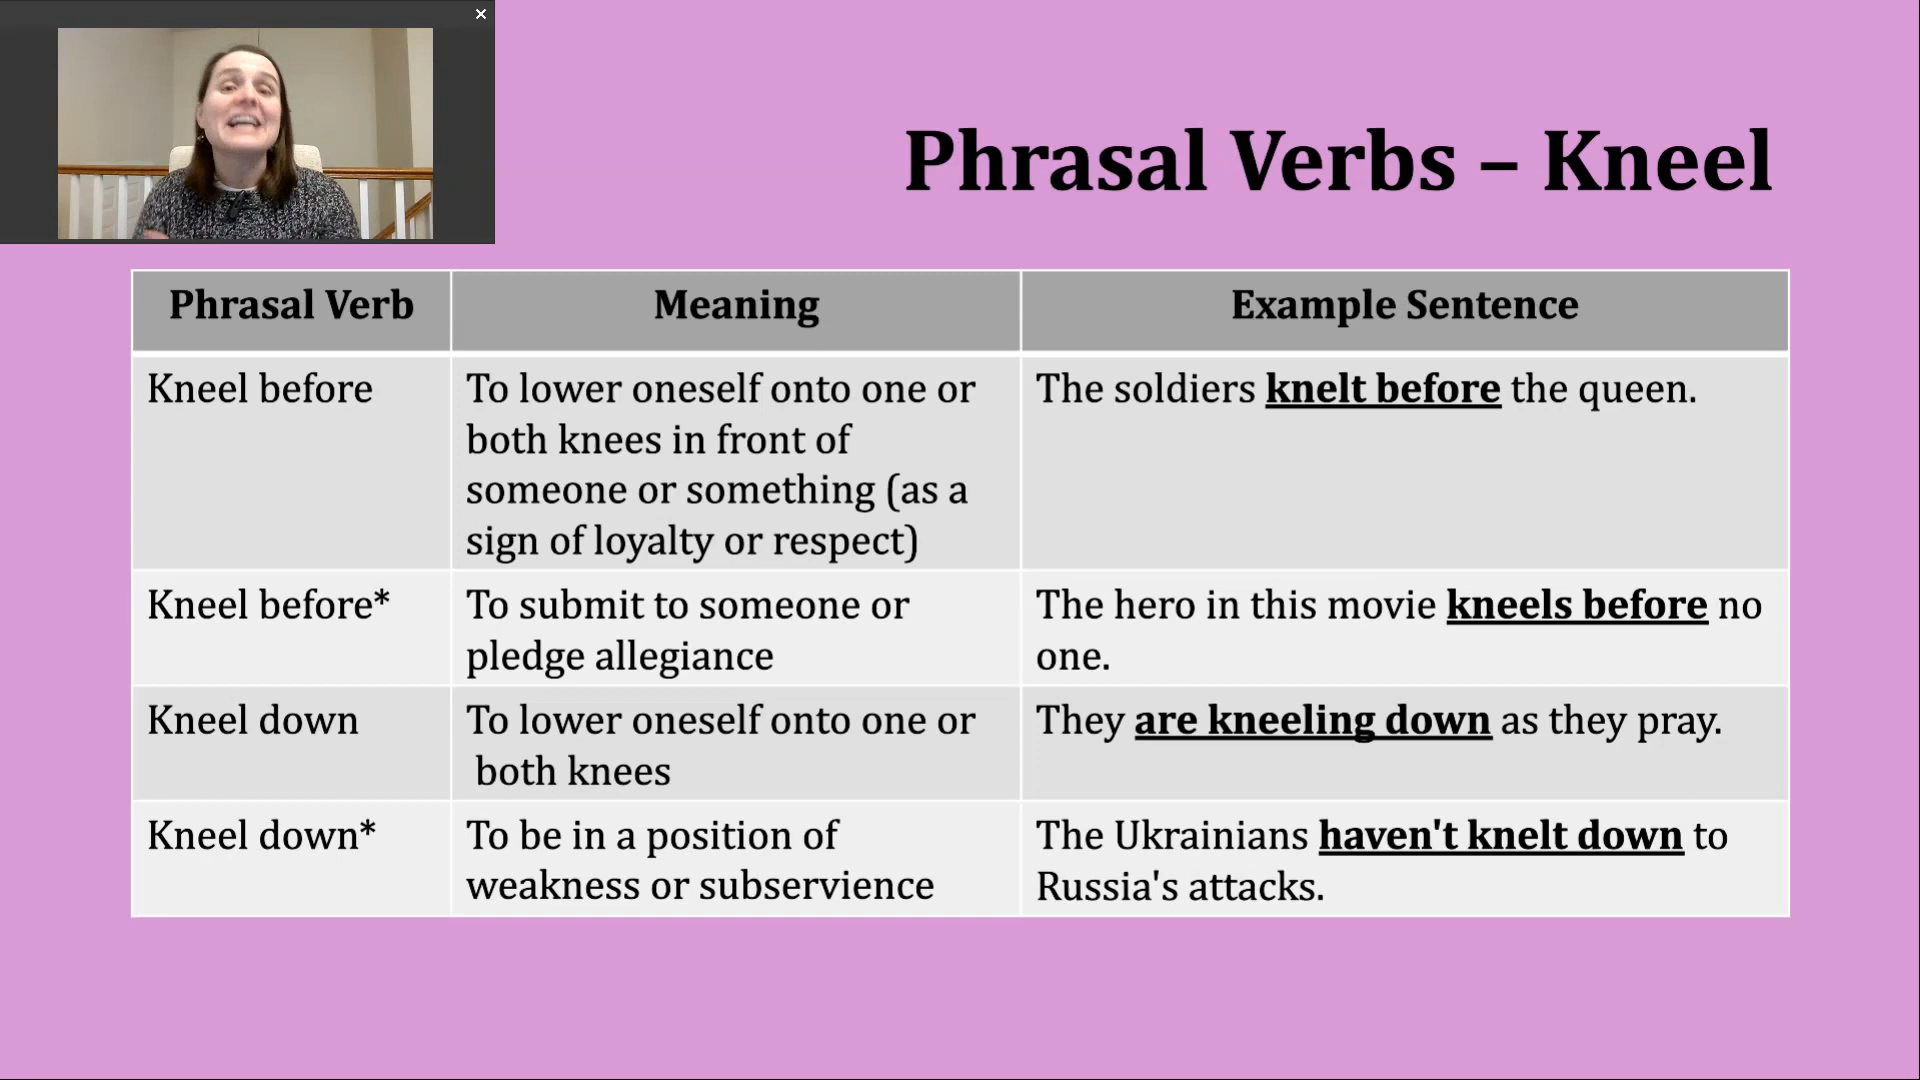 Phrasal Verbs – Kneel
Phrasal Verb
Meaning
Example Sentence
Kneel before
To lower oneself onto one or
both knees in front of
someone or something (as a
sign of loyalty or respect)
The soldiers knelt before the queen.
Kneel before*
To submit to someone or
pledge allegiance
The hero in this movie kneels before no
one.
Kneel down
To lower oneself onto one or
both knees
They are kneeling down as they pray.
Kneel down*
To be in a position of
weakness or subservience
The Ukrainians haven't knelt down to
Russia's attacks.